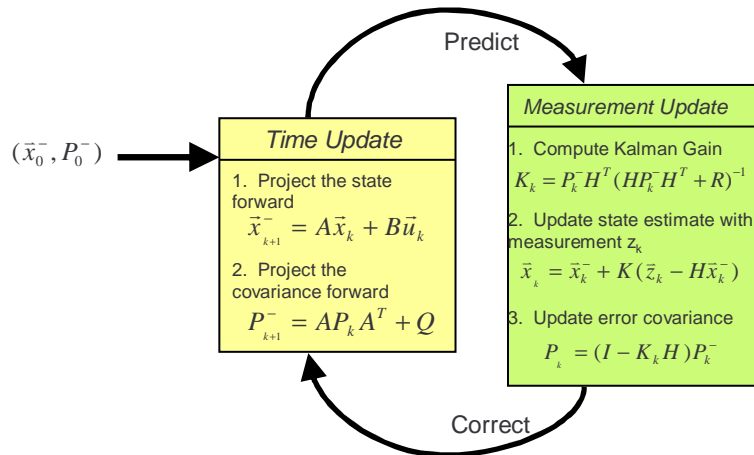 Predict
(x⃗₀⁻, P₀⁻)
Time Update
1. Project the state
forward
x⃗ₖ₊₁⁻ = Ax⃗ₖ + Bu⃗ₖ
2. Project the
covariance forward
Pₖ₊₁⁻ = APₖAᵀ + Q
Measurement Update
1. Compute Kalman Gain
Kₖ = Pₖ⁻Hᵀ(HPₖ⁻Hᵀ + R)⁻¹
2. Update state estimate with
measurement zₖ
x⃗ₖ = x⃗ₖ⁻ + K(z⃗ₖ − Hx⃗ₖ⁻)
3. Update error covariance
Pₖ = (I − KₖH)Pₖ⁻
Correct